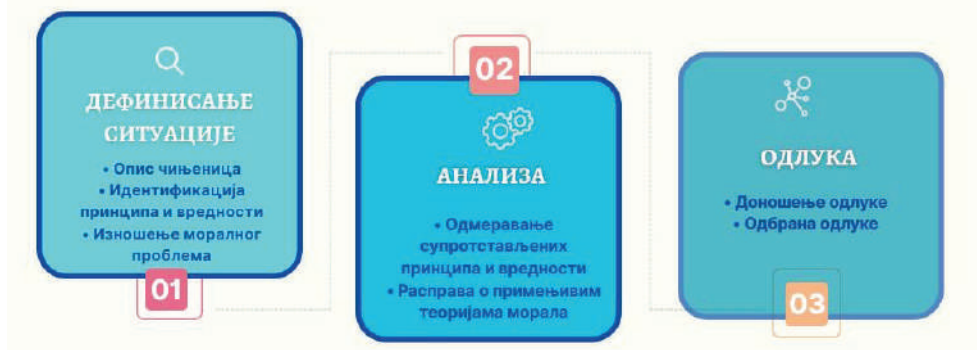 ДЕФИНИСАЊЕ
СИТУАЦИЈЕ
• Опис чињеница
• Идентификација
принципа и вредности
• Изношење моралног
проблема
01
02
АНАЛИЗА
• Одмеравање
супротстављених
принципа и вредности
• Расправа о примењивим
теоријама морала
ОДЛУКА
• Доношење одлуке
• Одбрана одлуке
03